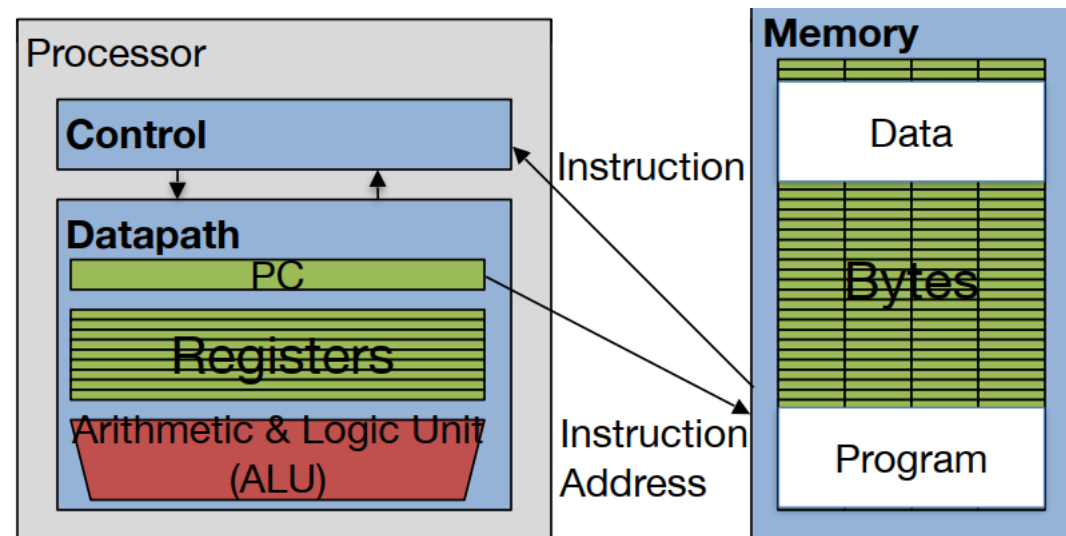 Processor
Control
Datapath
PC
Registers
Arithmetic & Logic Unit
(ALU)
Instruction
Instruction
Address
Memory
Data
Bytes
Program